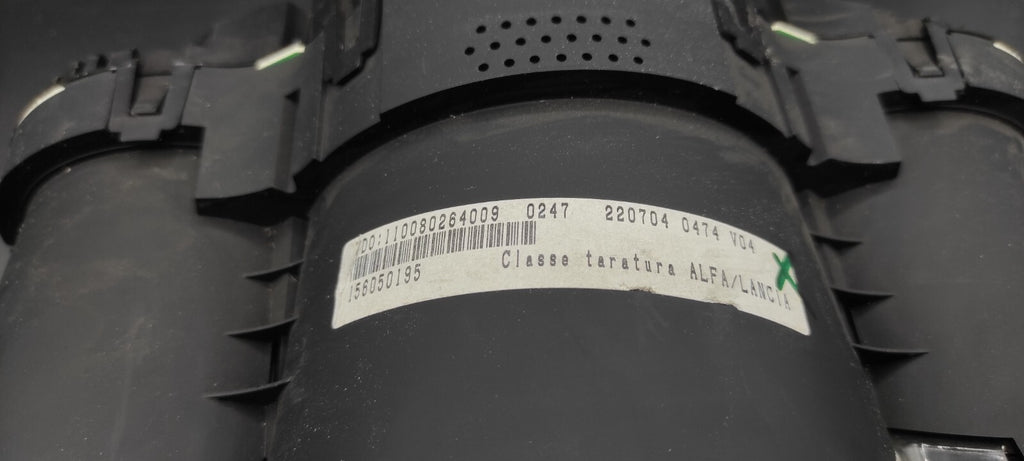 VDO:110080264009 0247 220704 0474 V04
156050195 Classe taratura ALFA/LANCIA
X